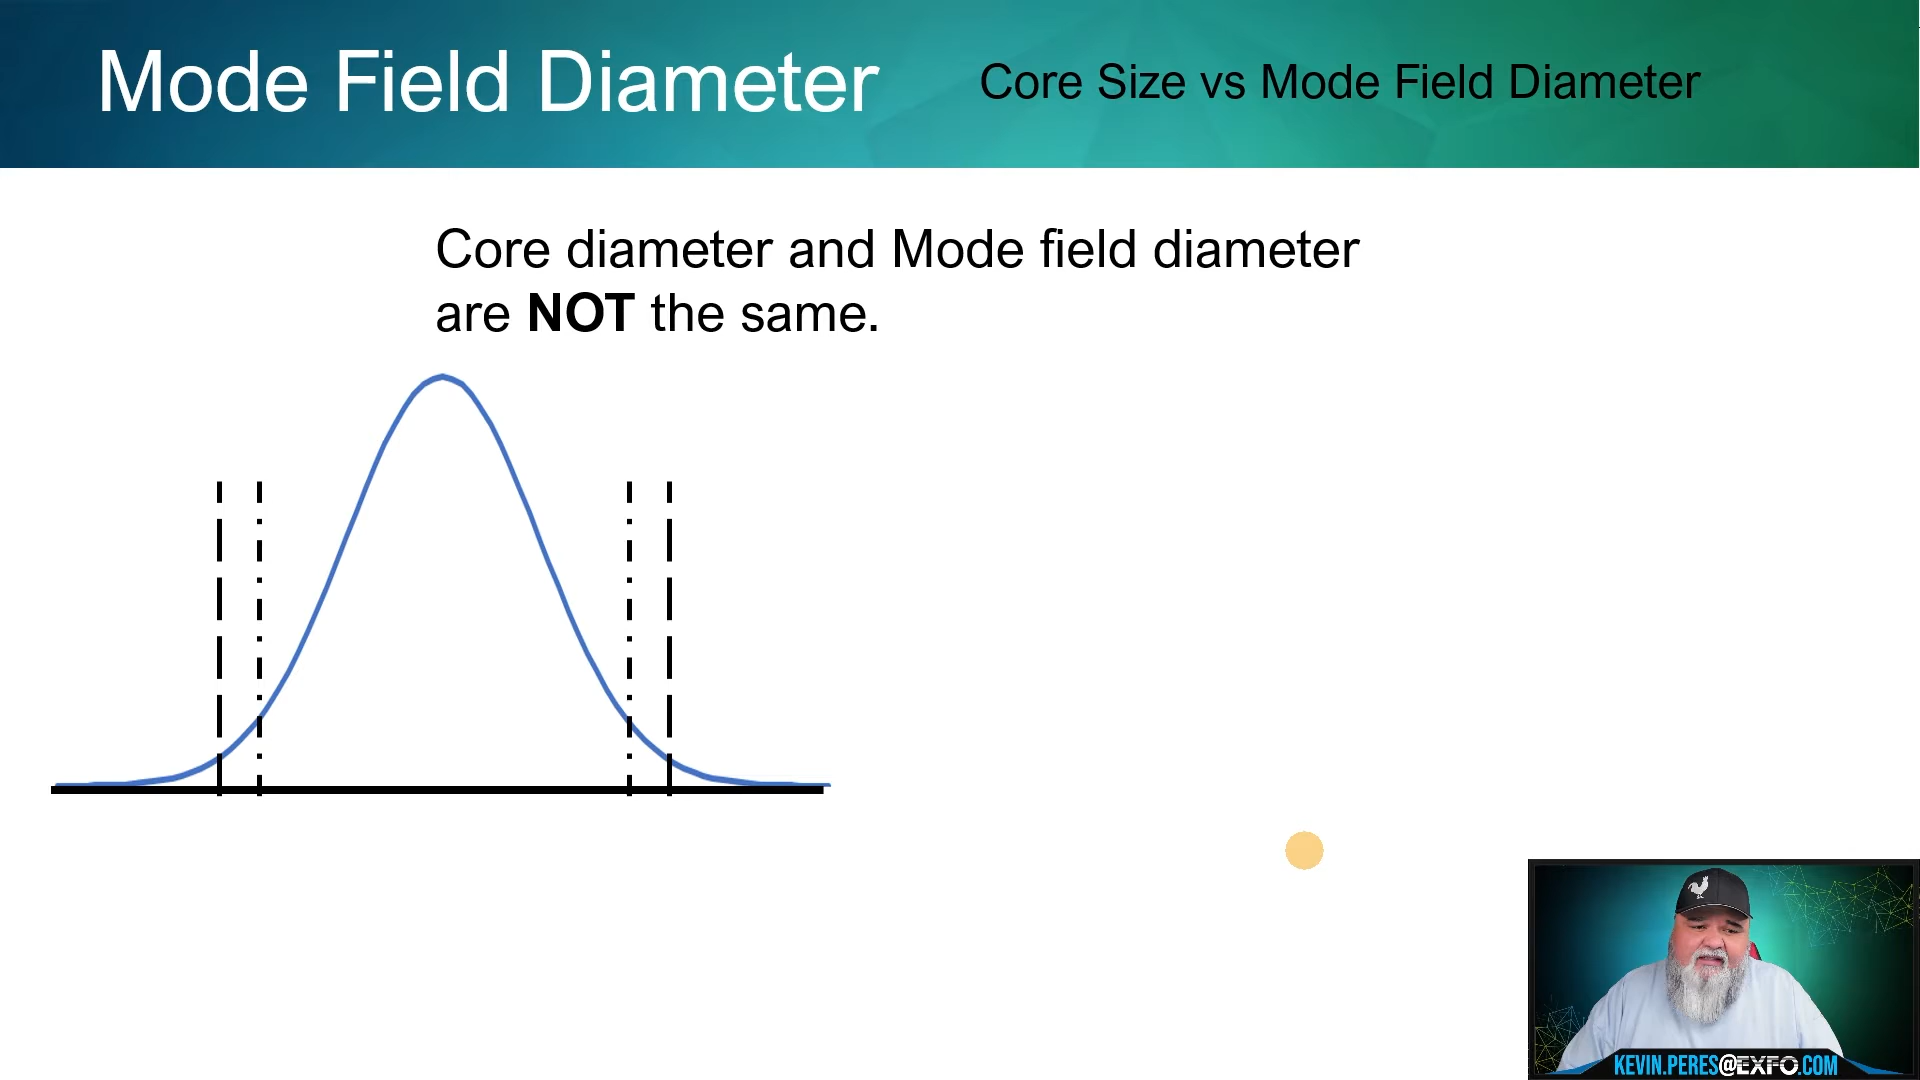 Mode Field Diameter
Core Size vs Mode Field Diameter
Core diameter and Mode field diameter
are NOT the same.
KEVIN.PERES@EXFO.COM